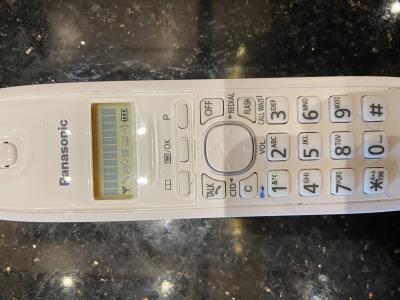 Panasonic
/OK P
TALK OFF
CID REDIAL
C FLASH
VOL. CALL WAIT
1 2 ABC 3 DEF
4 GHI 5 JKL 6 MNO
7 PQRS 8 TUV 9 WXYZ
* 0 #